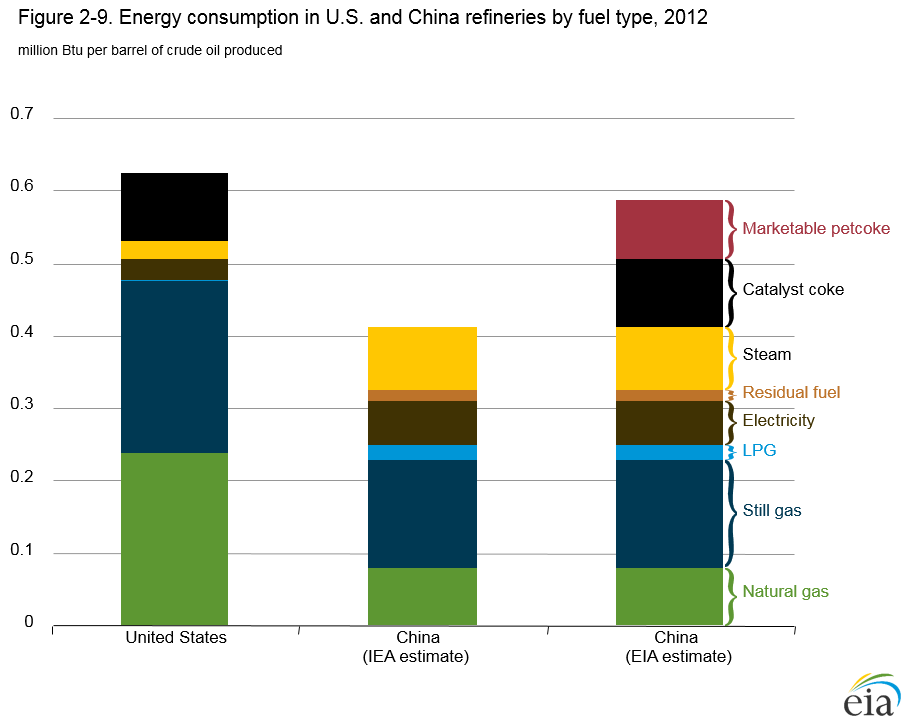 Figure 2-9. Energy consumption in U.S. and China refineries by fuel type, 2012
million Btu per barrel of crude oil produced
0.7
0.6
0.5
0.4
0.3
0.2
0.1
0
Marketable petcoke
Catalyst coke
Steam
Residual fuel
Electricity
LPG
Still gas
Natural gas
United States
China
(IEA estimate)
China
(EIA estimate)
eia